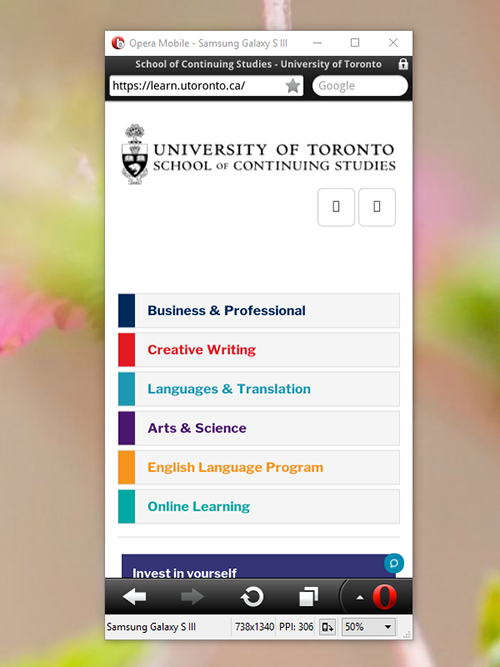 Opera Mobile - Samsung Galaxy S III
School of Continuing Studies - University of Toronto
https://learn.utoronto.ca/
Google
UNIVERSITY OF TORONTO
SCHOOL OF CONTINUING STUDIES
Business & Professional
Creative Writing
Languages & Translation
Arts & Science
English Language Program
Online Learning
Invest in yourself
Samsung Galaxy S III 738x1340 PPI: 306 50%